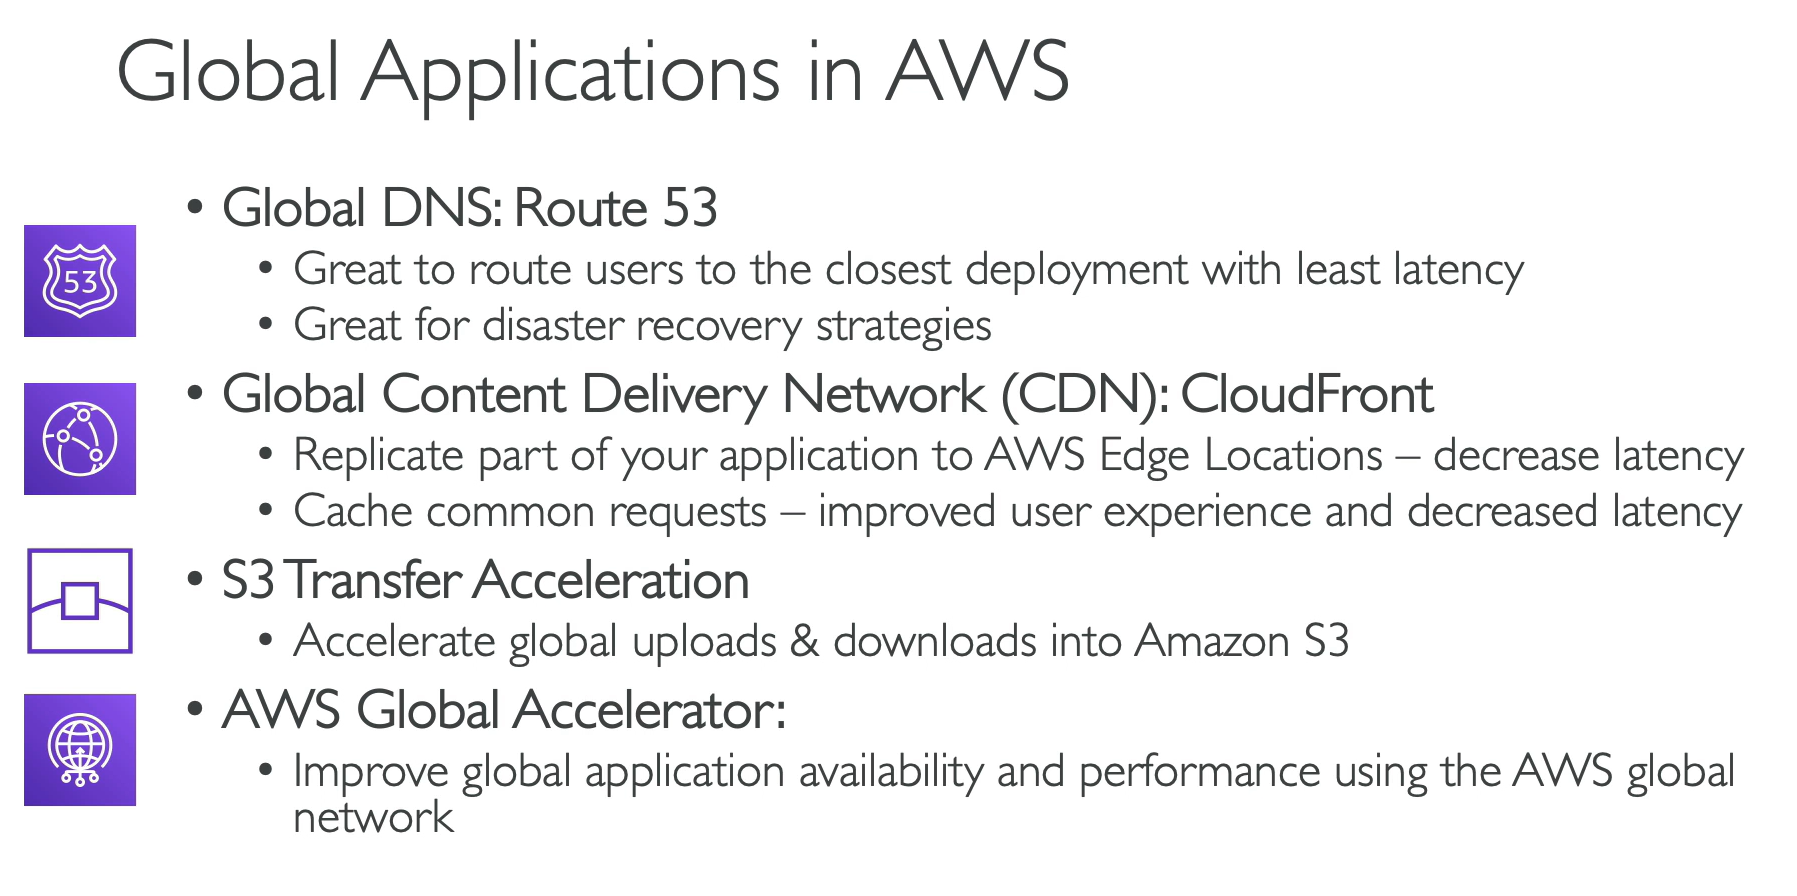 Global Applications in AWS
• Global DNS: Route 53
• Great to route users to the closest deployment with least latency
• Great for disaster recovery strategies
53
• Global Content Delivery Network (CDN): CloudFront
• Replicate part of your application to AWS Edge Locations – decrease latency
• Cache common requests – improved user experience and decreased latency
• S3 Transfer Acceleration
• Accelerate global uploads & downloads into Amazon S3
• AWS Global Accelerator:
• Improve global application availability and performance using the AWS global
network